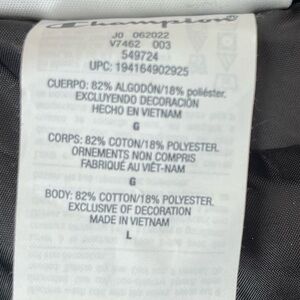 Champion
J0 062022
V7462 003
549724
UPC: 194164902925
CUERPO: 82% ALGODÓN/18% poliéster.
EXCLUYENDO DECORACIÓN
HECHO EN VIETNAM
G
CORPS: 82% COTON/18% POLYESTER.
ORNEMENTS NON COMPRIS
FABRIQUÉ AU VIÊT-NAM
G
BODY: 82% COTTON/18% POLYESTER.
EXCLUSIVE OF DECORATION
MADE IN VIETNAM
L